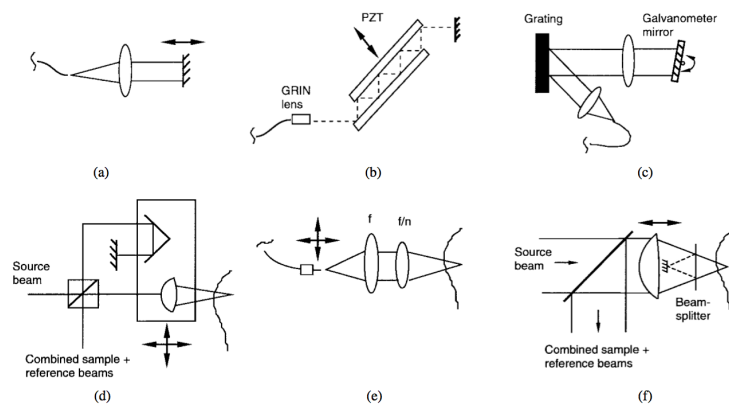 PZT
GRIN
lens
Grating
Galvanometer
mirror
(a)
(b)
(c)
Source
beam
Combined sample +
reference beams
f
f/n
Source
beam
Beam-
splitter
Combined sample +
reference beams
(d)
(e)
(f)